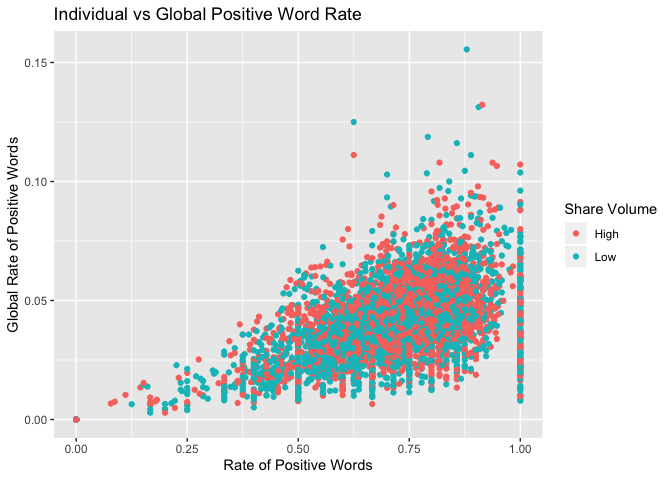 Individual vs Global Positive Word Rate
Global Rate of Positive Words
0.15
0.10
0.05
0.00
0.00 0.25 0.50 0.75 1.00
Rate of Positive Words
Share Volume
High
Low